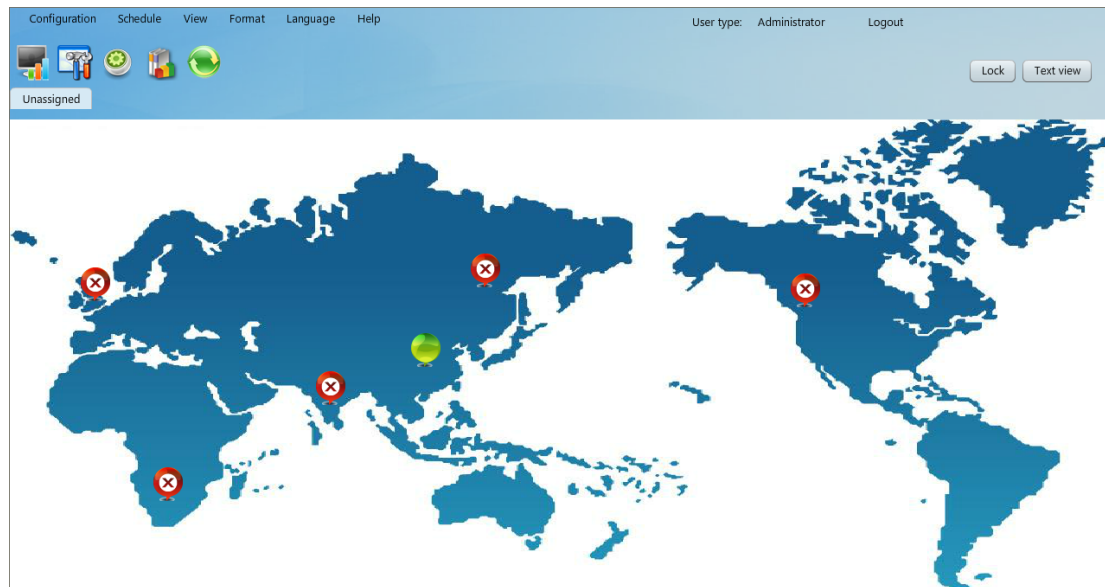 Configuration Schedule View Format Language Help User type: Administrator Logout
Lock Text view
Unassigned